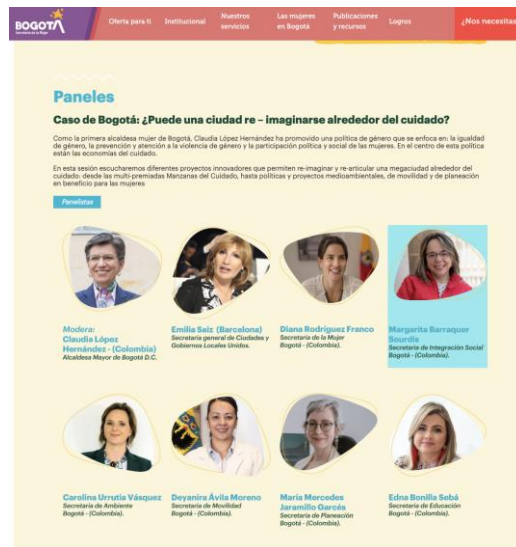 BOGOTÁ
Oferta para ti
Institucional
Nuestros
servicios
Las mujeres
en Bogotá
Publicaciones
y recursos
Logros
¿Nos necesitas
Paneles
Caso de Bogotá: ¿Puede una ciudad re – imaginarse alrededor del cuidado?
Como la primera alcaldesa mujer de Bogotá, Claudia López Hernández ha promovido una política de género que se enfoca en: la igualdad
de género, la prevención y atención a la violencia de género y la participación política y social de las mujeres. En el centro de esta política
están las economías del cuidado.
En esta sesión escucharemos diferentes proyectos innovadores que permiten re-imaginar y re-articular una megaciudad alrededor del
cuidado: desde las multi-premiadas Manzanas del Cuidado, hasta políticas y proyectos medioambientales, de movilidad y de planeación
en beneficio para las mujeres
Panelistas
Modera:
Claudia López
Hernández - (Colombia)
Alcaldesa Mayor de Bogotá D.C.
Emilia Saiz (Barcelona)
Secretaria general de Ciudades y
Gobiernos Locales Unidos.
Diana Rodríguez Franco
Secretaria de la Mujer
Bogotá - (Colombia).
Margarita Barraquer
Sourdis
Secretaria de Integración Social
Bogotá - (Colombia).
Carolina Urrutia Vásquez
Secretaria de Ambiente
Bogotá - (Colombia).
Deyanira Ávila Moreno
Secretaria de Movilidad
Bogotá - (Colombia).
María Mercedes
Jaramillo Garcés
Secretaria de Planeación
Bogotá - (Colombia).
Edna Bonilla Sebá
Secretaria de Educación
Bogotá - (Colombia).